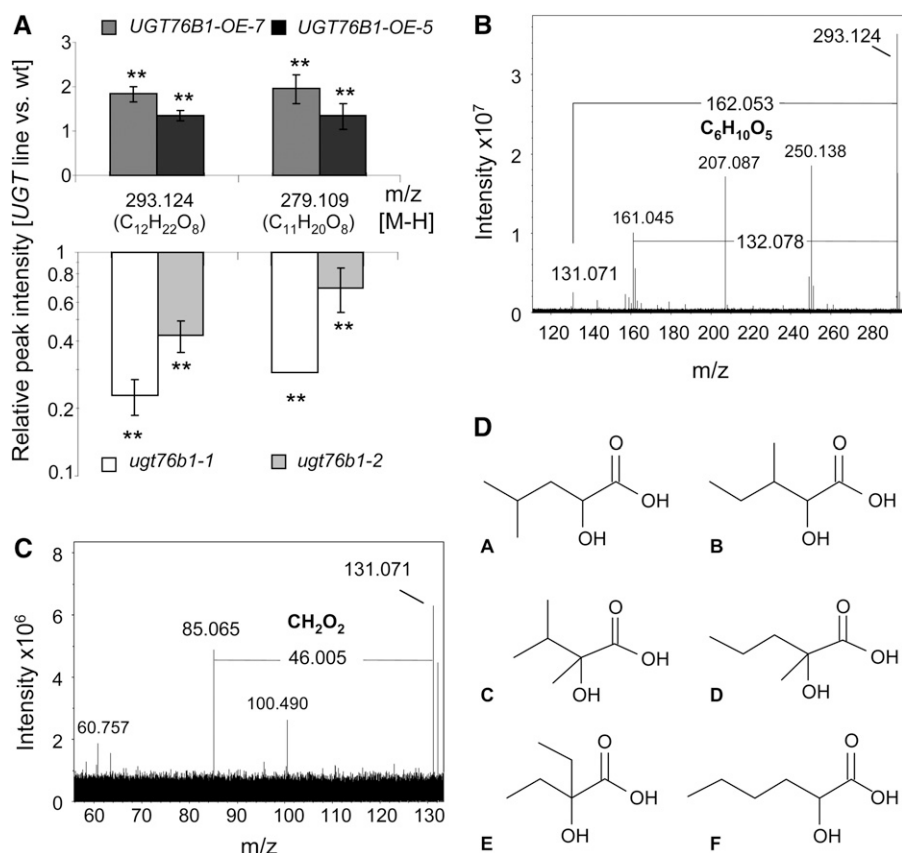 A
UGT76B1-OE-7 UGT76B1-OE-5
Relative peak intensity [UGT line vs. wt]
3
2
1
0
** ** ** **
293.124 279.109 m/z
(C₁₂H₂₂O₈) (C₁₁H₂₀O₈) [M-H]
1
0.8
0.6
0.4
0.2
0.1
** ** ** **
ugt76b1-1 ugt76b1-2
B
Intensity x10⁷
3
2
1
0
293.124
162.053
C₆H₁₀O₅
250.138
207.087
161.045
132.078
131.071
120 140 160 180 200 220 240 260 280
m/z
C
Intensity x10⁶
8
6
4
2
0
131.071
85.065
CH₂O₂
46.005
100.490
60.757
60 70 80 90 100 110 120 130
m/z
D
O
OH
OH
A
O
OH
OH
B
O
OH
OH
C
O
OH
OH
D
O
OH
OH
E
O
OH
OH
F